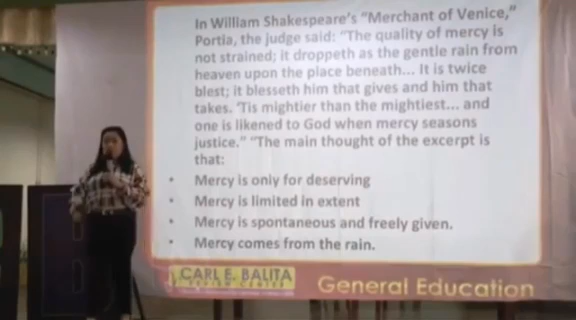 In William Shakespeare's "Merchant of Venice,"
Portia, the judge said: "The quality of mercy is
not strained; it droppeth as the gentle rain from
heaven upon the place beneath... It is twice
blest; it blesseth him that gives and him that
takes. 'Tis mightier than the mightiest... and
one is likened to God when mercy seasons
justice." "The main thought of the excerpt is
that:
• Mercy is only for deserving
• Mercy is limited in extent
• Mercy is spontaneous and freely given.
• Mercy comes from the rain.
CARL E. BALITA
REVIEW CENTER
General Education